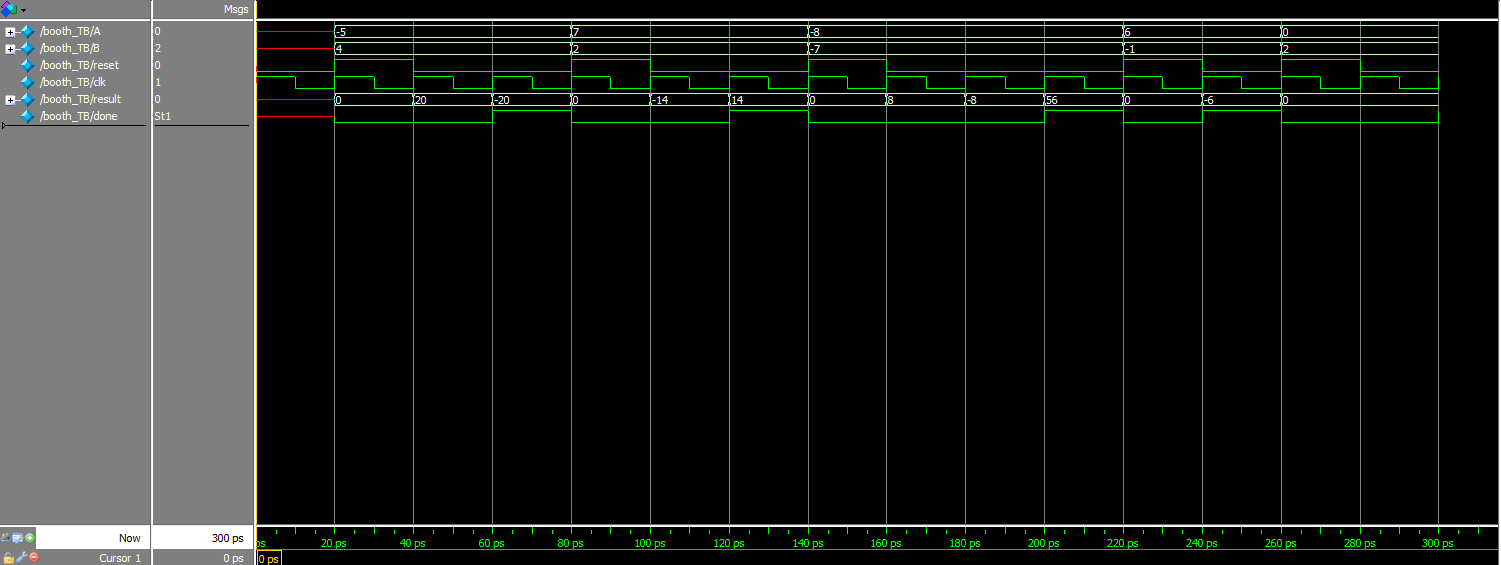 Msgs
/booth_TB/A 0 -5 7 -8 6 0
/booth_TB/B 2 4 2 -7 -1 2
/booth_TB/reset 0
/booth_TB/clk 1
/booth_TB/result 0 0 20 -20 0 -14 14 0 8 -8 56 0 -6 0
/booth_TB/done St1
Now 300 ps ps 20 ps 40 ps 60 ps 80 ps 100 ps 120 ps 140 ps 160 ps 180 ps 200 ps 220 ps 240 ps 260 ps 280 ps 300 ps
Cursor 1 0 ps 0 ps